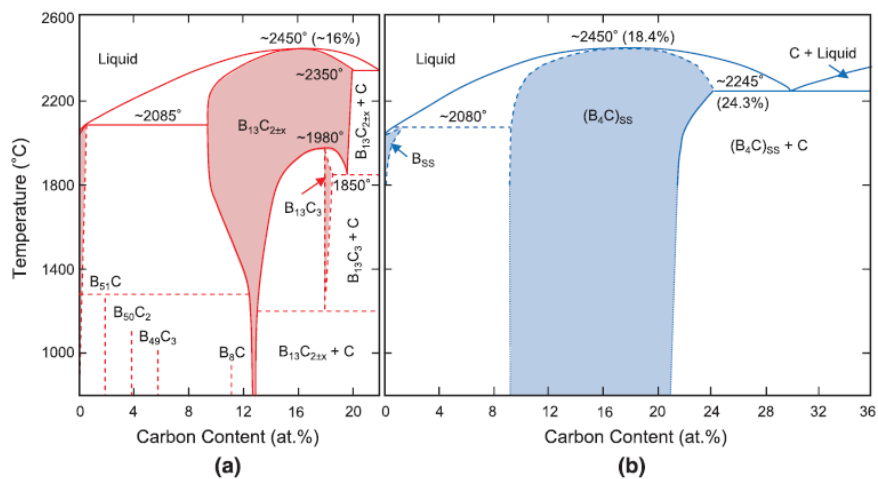 2600
2200
1800
1400
1000
Temperature (°C)
Liquid
~2450° (~16%)
~2350°
~2085°
B₁₃C₂±ₓ
~1980°
B₁₃C₂±ₓ + C
1850°
B₁₃C₃
B₁₃C₃ + C
B₅₁C
B₅₀C₂
B₄₉C₃
B₈C
B₁₃C₂±ₓ + C
0 4 8 12 16 20
Carbon Content (at.%)
(a)
Liquid
~2450° (18.4%)
C + Liquid
~2245°
(24.3%)
~2080°
(B₄C)SS
BSS
(B₄C)SS + C
0 4 8 12 16 20 24 28 32 36
Carbon Content (at.%)
(b)